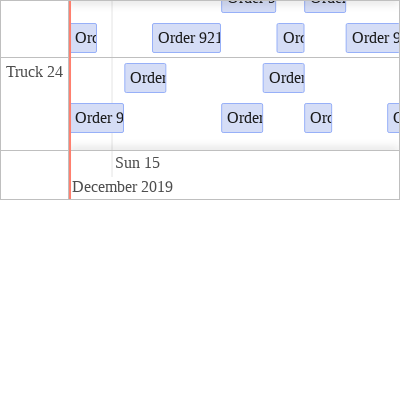 Order 9
Order
Ord
Order 921
Ord
Order 9
Truck 24
Order
Order
Order 9
Order
Ord
Sun 15
December 2019